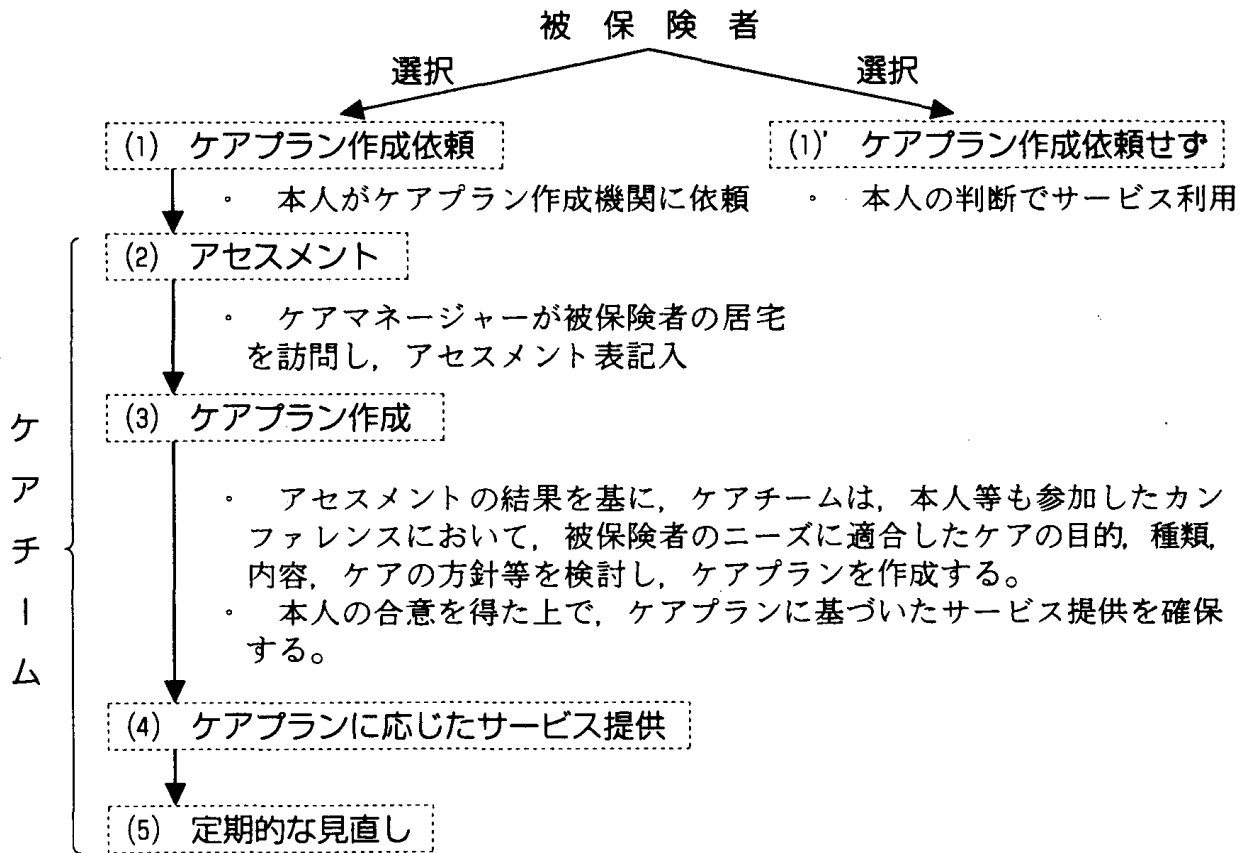 被保険者
選択 選択
(1) ケアプラン作成依頼 (1)' ケアプラン作成依頼せず
・ 本人がケアプラン作成機関に依頼 ・ 本人の判断でサービス利用
(2) アセスメント
・ ケアマネージャーが被保険者の居宅
を訪問し，アセスメント表記入
(3) ケアプラン作成
・ アセスメントの結果を基に，ケアチームは，本人等も参加したカン
ファレンスにおいて，被保険者のニーズに適合したケアの目的，種類，
内容，ケアの方針等を検討し，ケアプランを作成する。
・ 本人の合意を得た上で，ケアプランに基づいたサービス提供を確保
する。
(4) ケアプランに応じたサービス提供
(5) 定期的な見直し
ケアチーム